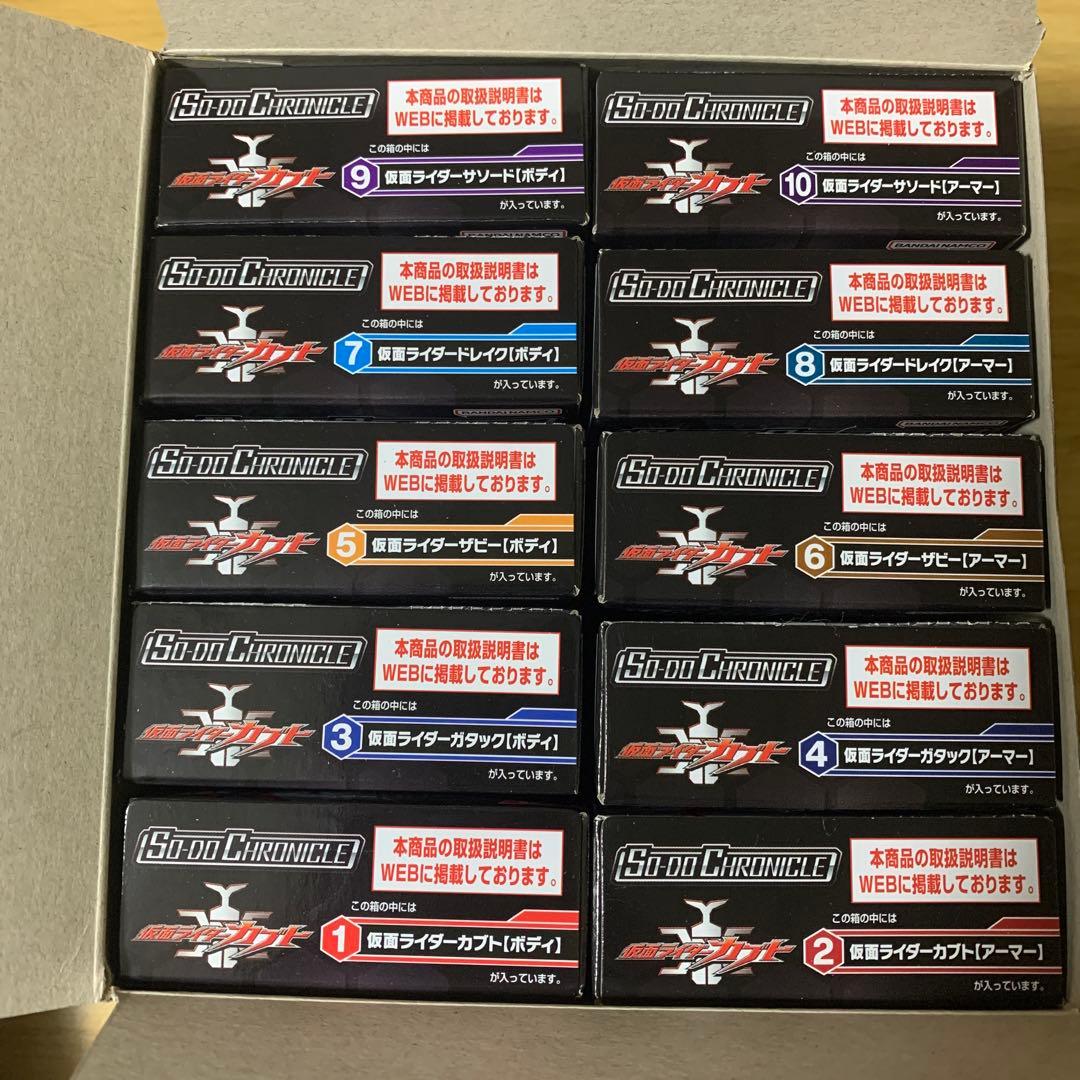 SO-DO CHRONICLE
本商品の取扱説明書は
WEBに掲載しております。
仮面ライダーカブト
この箱の中には
9 仮面ライダーサソード[ボディ]
が入っています。
SO-DO CHRONICLE
本商品の取扱説明書は
WEBに掲載しております。
仮面ライダーカブト
この箱の中には
10 仮面ライダーサソード[アーマー]
が入っています。
BANDAI NAMCO
BANDAI NAMCO
SO-DO CHRONICLE
本商品の取扱説明書は
WEBに掲載しております。
仮面ライダーカブト
この箱の中には
7 仮面ライダードレイク[ボディ]
が入っています。
SO-DO CHRONICLE
本商品の取扱説明書は
WEBに掲載しております。
仮面ライダーカブト
この箱の中には
8 仮面ライダードレイク[アーマー]
が入っています。
BANDAI NAMCO
BANDAI NAMCO
SO-DO CHRONICLE
本商品の取扱説明書は
WEBに掲載しております。
仮面ライダーカブト
この箱の中には
5 仮面ライダーザビー[ボディ]
が入っています。
SO-DO CHRONICLE
本商品の取扱説明書は
WEBに掲載しております。
仮面ライダーカブト
この箱の中には
6 仮面ライダーザビー[アーマー]
が入っています。
SO-DO CHRONICLE
本商品の取扱説明書は
WEBに掲載しております。
仮面ライダーカブト
この箱の中には
3 仮面ライダーガタック[ボディ]
が入っています。
SO-DO CHRONICLE
本商品の取扱説明書は
WEBに掲載しております。
仮面ライダーカブト
この箱の中には
4 仮面ライダーガタック[アーマー]
が入っています。
SO-DO CHRONICLE
本商品の取扱説明書は
WEBに掲載しております。
仮面ライダーカブト
この箱の中には
1 仮面ライダーカブト[ボディ]
が入っています。
SO-DO CHRONICLE
本商品の取扱説明書は
WEBに掲載しております。
仮面ライダーカブト
この箱の中には
2 仮面ライダーカブト[アーマー]
が入っています。